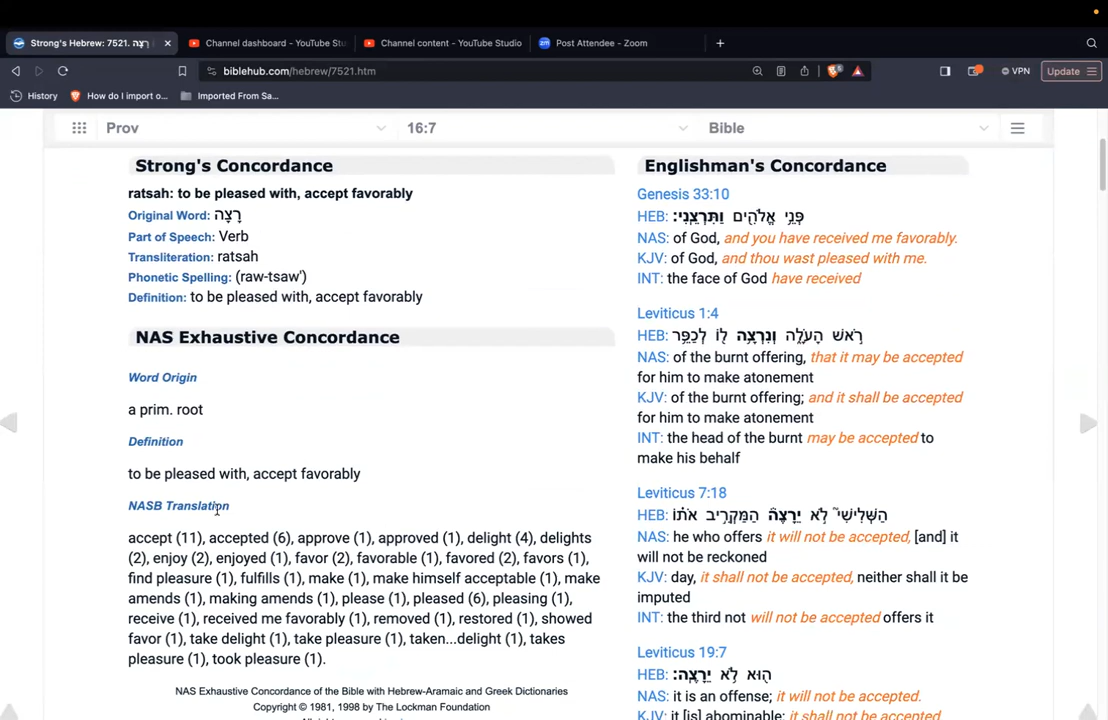 Strong's Hebrew: 7521. רָצָה
Channel dashboard - YouTube Stu
Channel content - YouTube Studio
Post Attendee - Zoom
biblehub.com/hebrew/7521.htm
VPN
Update
History
How do I import o...
Imported From Sa...
Prov
16:7
Bible
Strong's Concordance
ratsah: to be pleased with, accept favorably
Original Word: רָצָה
Part of Speech: Verb
Transliteration: ratsah
Phonetic Spelling: (raw-tsaw')
Definition: to be pleased with, accept favorably
NAS Exhaustive Concordance
Word Origin
a prim. root
Definition
to be pleased with, accept favorably
NASB Translation
accept (11), accepted (6), approve (1), approved (1), delight (4), delights
(2), enjoy (2), enjoyed (1), favor (2), favorable (1), favored (2), favors (1),
find pleasure (1), fulfills (1), make (1), make himself acceptable (1), make
amends (1), making amends (1), please (1), pleased (6), pleasing (1),
receive (1), received me favorably (1), removed (1), restored (1), showed
favor (1), take delight (1), take pleasure (1), taken...delight (1), takes
pleasure (1), took pleasure (1).
NAS Exhaustive Concordance of the Bible with Hebrew-Aramaic and Greek Dictionaries
Copyright © 1981, 1998 by The Lockman Foundation
Englishman's Concordance
Genesis 33:10
HEB: פְּנֵ֥י אֱלֹהִ֖ים וַתִּרְצֵֽנִי׃
NAS: of God, and you have received me favorably.
KJV: of God, and thou wast pleased with me.
INT: the face of God have received
Leviticus 1:4
HEB: רֹ֣אשׁ הָעֹלָ֑ה וְנִרְצָ֥ה ל֖וֹ לְכַפֵּ֥ר
NAS: of the burnt offering, that it may be accepted
for him to make atonement
KJV: of the burnt offering; and it shall be accepted
for him to make atonement
INT: the head of the burnt may be accepted to
make his behalf
Leviticus 7:18
HEB: הַשְּׁלִישִׁי֮ לֹ֣א יֵרָצֶה֒ הַמַּקְרִ֣יב אֹת֗וֹ
NAS: he who offers it will not be accepted, [and] it
will not be reckoned
KJV: day, it shall not be accepted, neither shall it be
imputed
INT: the third not will not be accepted offers it
Leviticus 19:7
HEB: ה֖וּא לֹ֥א יֵרָצֶֽה׃
NAS: it is an offense; it will not be accepted.
KJV: it [is] abominable; it shall not be accepted